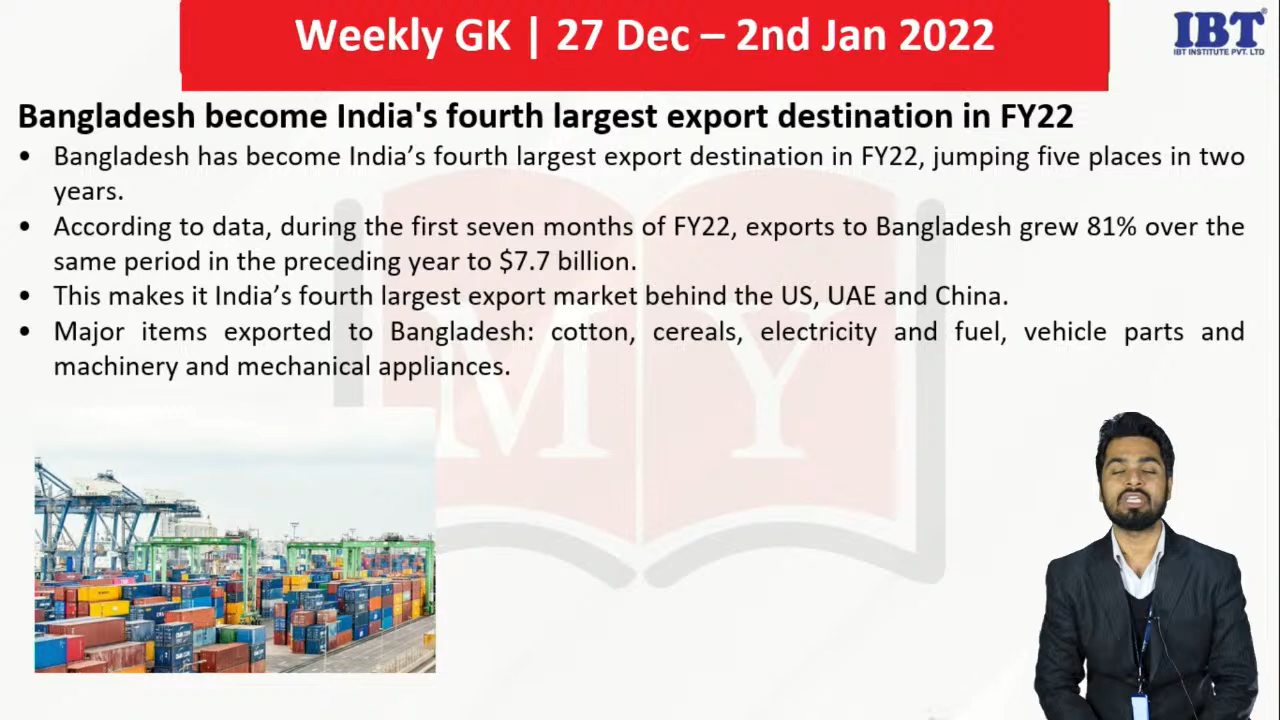 Weekly GK | 27 Dec – 2nd Jan 2022
IBT
IBT INSTITUTE PVT. LTD
Bangladesh become India's fourth largest export destination in FY22
• Bangladesh has become India’s fourth largest export destination in FY22, jumping five places in two
years.
• According to data, during the first seven months of FY22, exports to Bangladesh grew 81% over the
same period in the preceding year to $7.7 billion.
• This makes it India’s fourth largest export market behind the US, UAE and China.
• Major items exported to Bangladesh: cotton, cereals, electricity and fuel, vehicle parts and
machinery and mechanical appliances.
MY